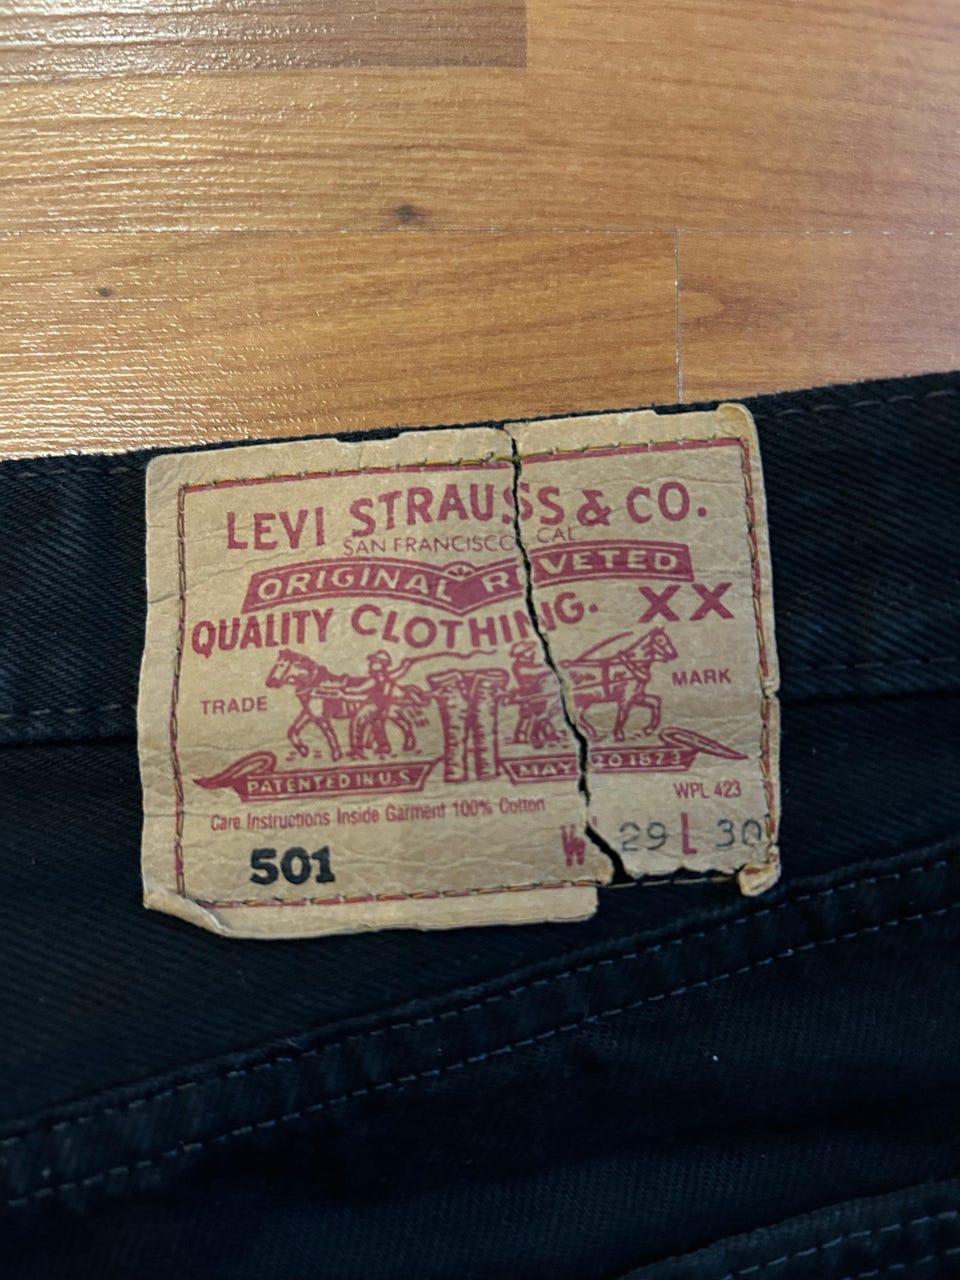 LEVI STRAUSS & CO.
SAN FRANCISCO CAL
ORIGINAL RIVETED
QUALITY CLOTHING. XX
TRADE MARK
PATENTED IN U.S. MAY 20 1873
WPL 423
Care Instructions Inside Garment 100% Cotton
501 W 29 L 30